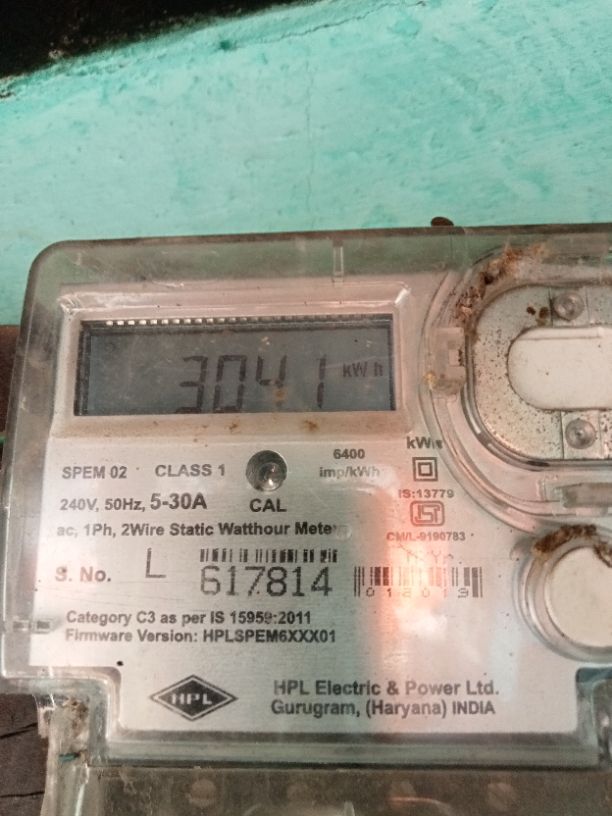 3041 kWh
SPEM 02 CLASS 1
6400
imp/kWh
240V, 50Hz, 5-30A
CAL
IS:13779
ac, 1Ph, 2Wire Static Watthour Meter
CM/L-9190783
S. No. L 617814
012019
Category C3 as per IS 15959:2011
Firmware Version: HPLSPEM6XXX01
HPL
HPL Electric & Power Ltd.
Gurugram, (Haryana) INDIA